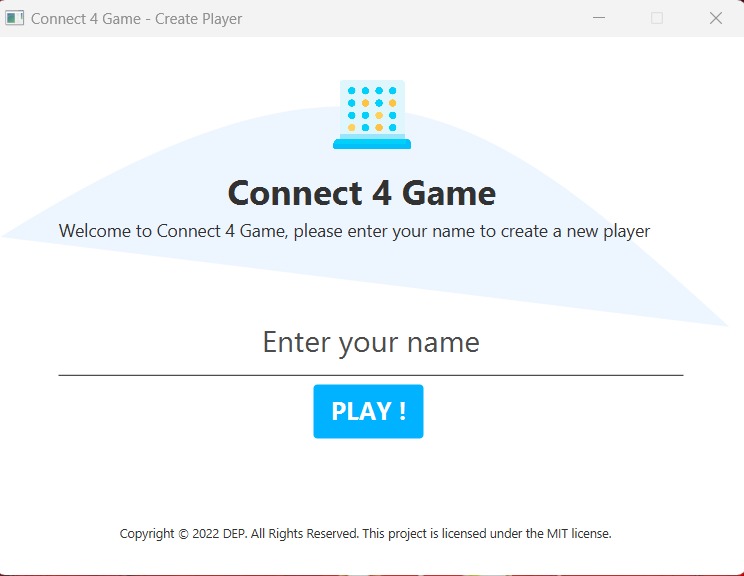 Connect 4 Game - Create Player
Connect 4 Game
Welcome to Connect 4 Game, please enter your name to create a new player
Enter your name
PLAY !
Copyright © 2022 DEP. All Rights Reserved. This project is licensed under the MIT license.